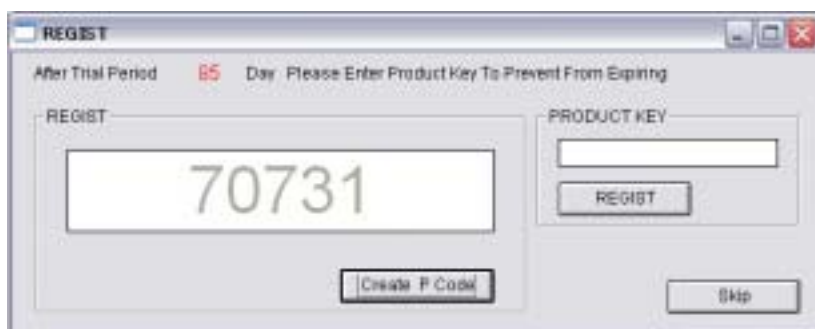 REGIST
After Trial Period 85 Day Please Enter Product Key To Prevent From Expiring
REGIST
PRODUCT KEY
70731
REGIST
Create P Code
Skip